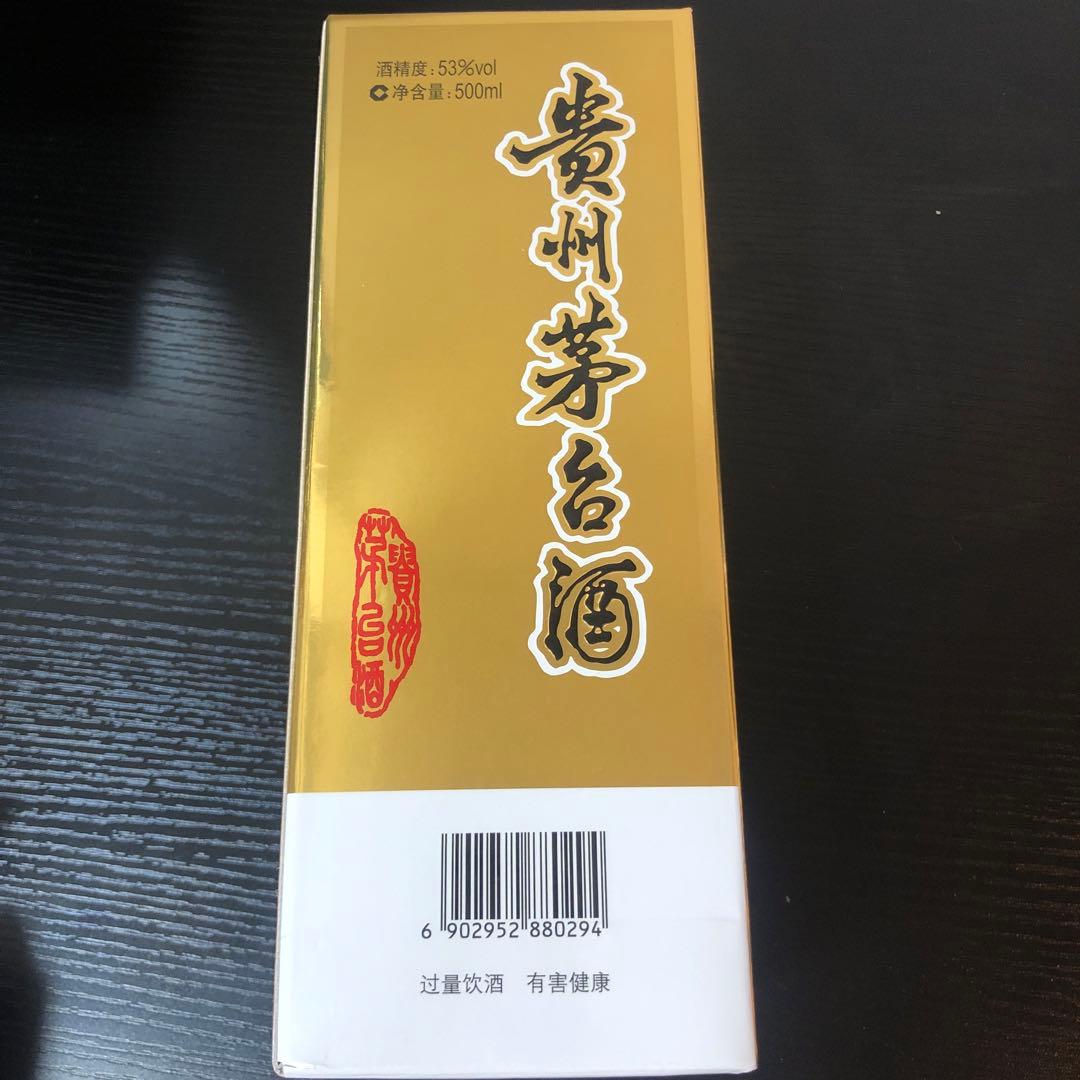 酒精度:53%vol
净含量:500ml
贵州茅台酒
貴州
茅台酒
6 902952 880294
过量饮酒 有害健康